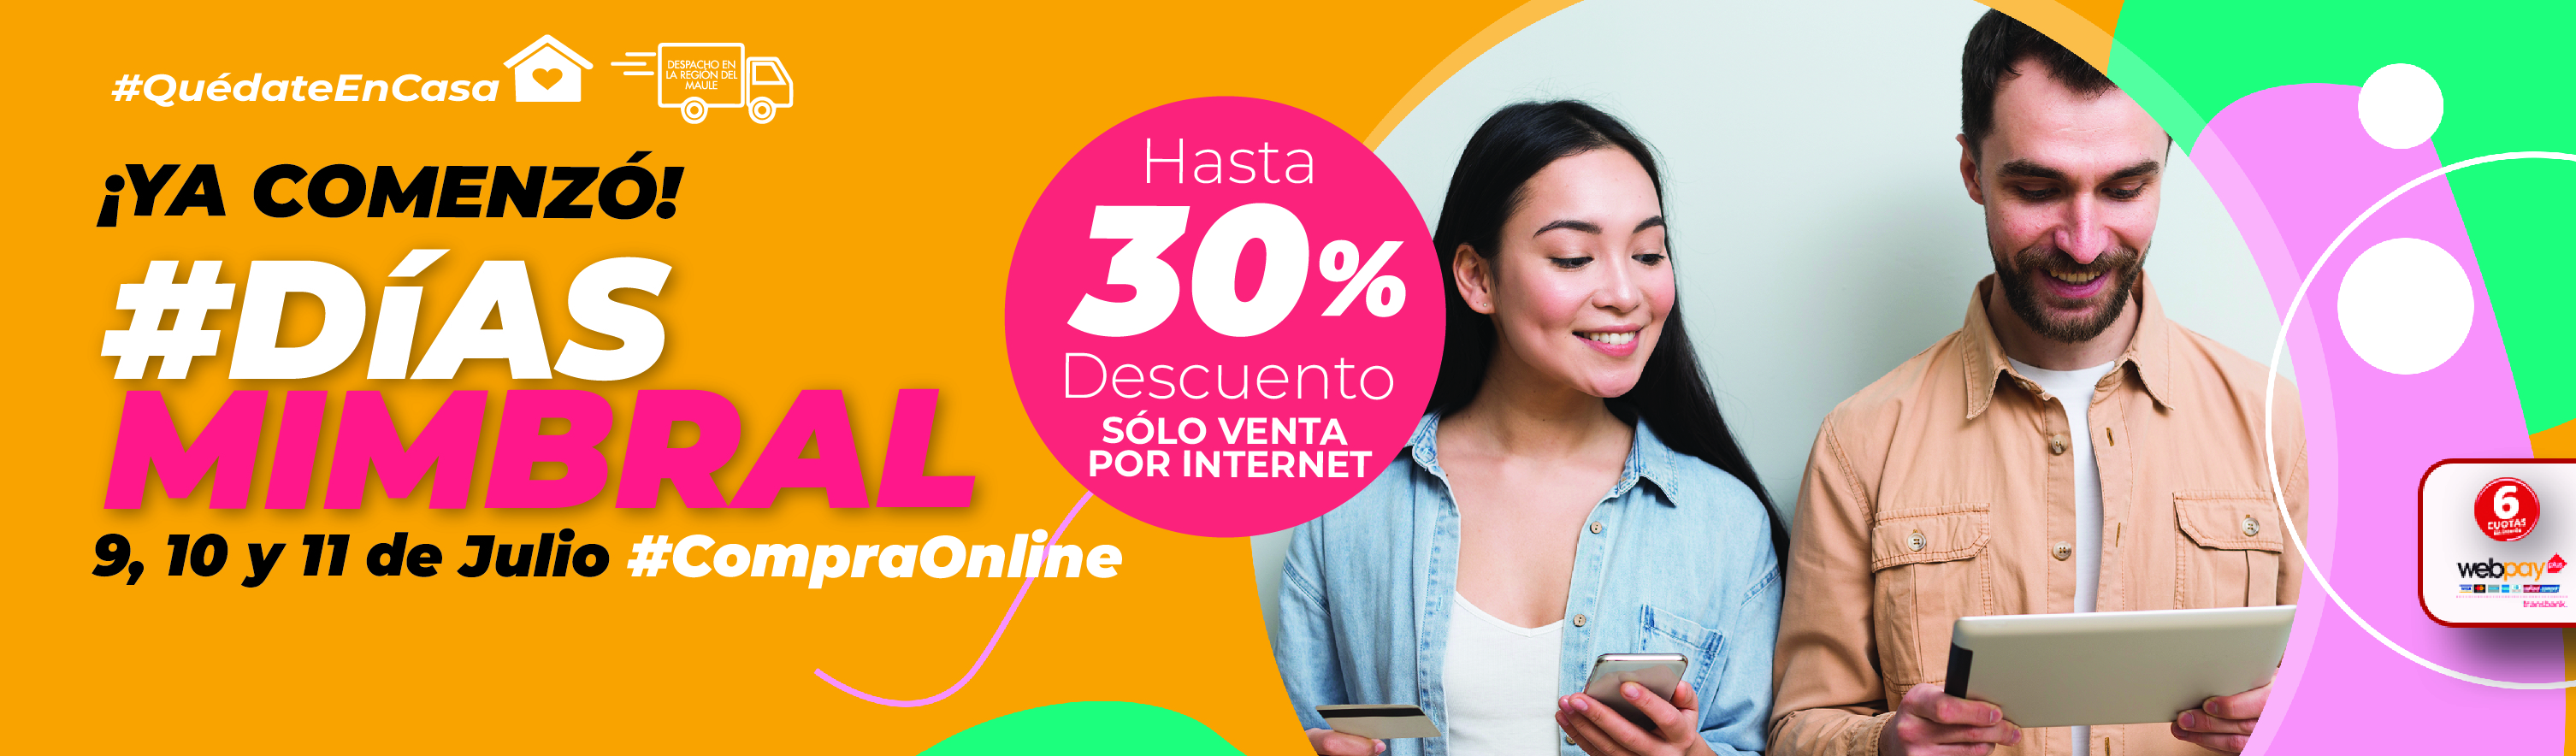 #QuédateEnCasa
DESPACHO EN
LA REGIÓN DEL
MAULE
¡YA COMENZÓ!
#DíAS
MIMBRAL
9, 10 y 11 de Julio #CompraOnline
Hasta
30%
Descuento
SÓLO VENTA
POR INTERNET
6
CUOTAS
webpay plus
transbank.